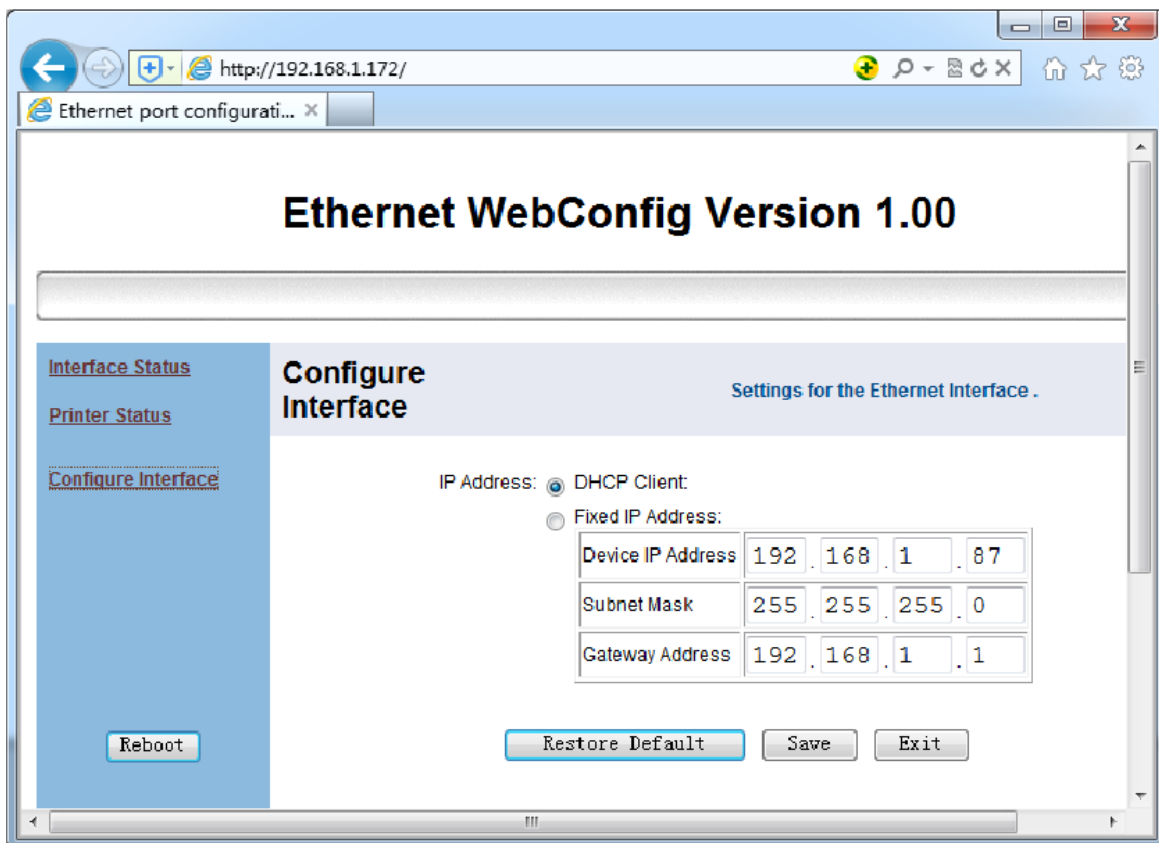 http://192.168.1.172/
Ethernet port configurati...
Ethernet WebConfig Version 1.00
Interface Status
Printer Status
Configure Interface
Configure
Interface
Settings for the Ethernet Interface .
IP Address: DHCP Client:
Fixed IP Address:
Device IP Address 192 . 168 . 1 . 87
Subnet Mask 255 . 255 . 255 . 0
Gateway Address 192 . 168 . 1 . 1
Reboot Restore Default Save Exit